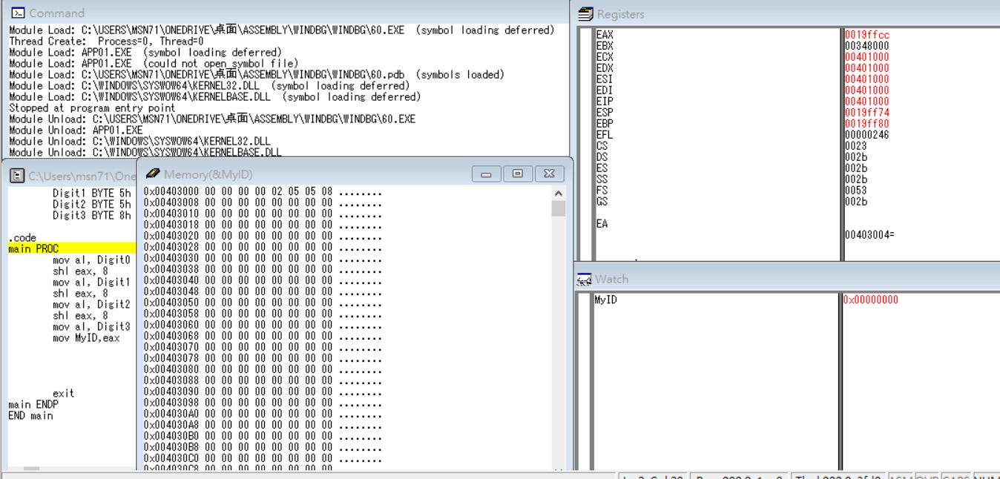 Command
Module Load: C:\USERS\MSN71\ONEDRIVE\桌面\ASSEMBLY\WINDBG\WINDBG\60.EXE (symbol loading deferred)
Thread Create: Process=0, Thread=0
Module Load: APP01.EXE (symbol loading deferred)
Module Load: APP01.EXE (could not open symbol file)
Module Load: C:\USERS\MSN71\ONEDRIVE\桌面\ASSEMBLY\WINDBG\WINDBG\60.pdb (symbols loaded)
Module Load: C:\WINDOWS\SYSWOW64\KERNEL32.DLL (symbol loading deferred)
Module Load: C:\WINDOWS\SYSWOW64\KERNELBASE.DLL (symbol loading deferred)
Stopped at program entry point
Module Unload: C:\USERS\MSN71\ONEDRIVE\桌面\ASSEMBLY\WINDBG\WINDBG\60.EXE
Module Unload: APP01.EXE
Module Unload: C:\WINDOWS\SYSWOW64\KERNEL32.DLL
Module Unload: C:\WINDOWS\SYSWOW64\KERNELBASE.DLL
C:\Users\msn71\One
Digit1 BYTE 5h
Digit2 BYTE 5h
Digit3 BYTE 8h
.code
main PROC
mov al, Digit0
shl eax, 8
mov al, Digit1
shl eax, 8
mov al, Digit2
shl eax, 8
mov al, Digit3
mov MyID,eax
exit
main ENDP
END main
Memory(&MyID)
0x00403000 00 00 00 00 02 05 05 08 ........
0x00403008 00 00 00 00 00 00 00 00 ........
0x00403010 00 00 00 00 00 00 00 00 ........
0x00403018 00 00 00 00 00 00 00 00 ........
0x00403020 00 00 00 00 00 00 00 00 ........
0x00403028 00 00 00 00 00 00 00 00 ........
0x00403030 00 00 00 00 00 00 00 00 ........
0x00403038 00 00 00 00 00 00 00 00 ........
0x00403040 00 00 00 00 00 00 00 00 ........
0x00403048 00 00 00 00 00 00 00 00 ........
0x00403050 00 00 00 00 00 00 00 00 ........
0x00403058 00 00 00 00 00 00 00 00 ........
0x00403060 00 00 00 00 00 00 00 00 ........
0x00403068 00 00 00 00 00 00 00 00 ........
0x00403070 00 00 00 00 00 00 00 00 ........
0x00403078 00 00 00 00 00 00 00 00 ........
0x00403080 00 00 00 00 00 00 00 00 ........
0x00403088 00 00 00 00 00 00 00 00 ........
0x00403090 00 00 00 00 00 00 00 00 ........
0x00403098 00 00 00 00 00 00 00 00 ........
0x004030A0 00 00 00 00 00 00 00 00 ........
0x004030A8 00 00 00 00 00 00 00 00 ........
0x004030B0 00 00 00 00 00 00 00 00 ........
0x004030B8 00 00 00 00 00 00 00 00 ........
0x004030C0 00 00 00 00 00 00 00 00 ........
0x004030C8 00 00 00 00 00 00 00 00
Registers
EAX 0019ffcc
EBX 00348000
ECX 00401000
EDX 00401000
ESI 00401000
EDI 00401000
EIP 00401000
ESP 0019ff74
EBP 0019ff80
EFL 00000246
CS 0023
DS 002b
ES 002b
SS 002b
FS 0053
GS 002b
EA
00403004=
Watch
MyID 0x00000000